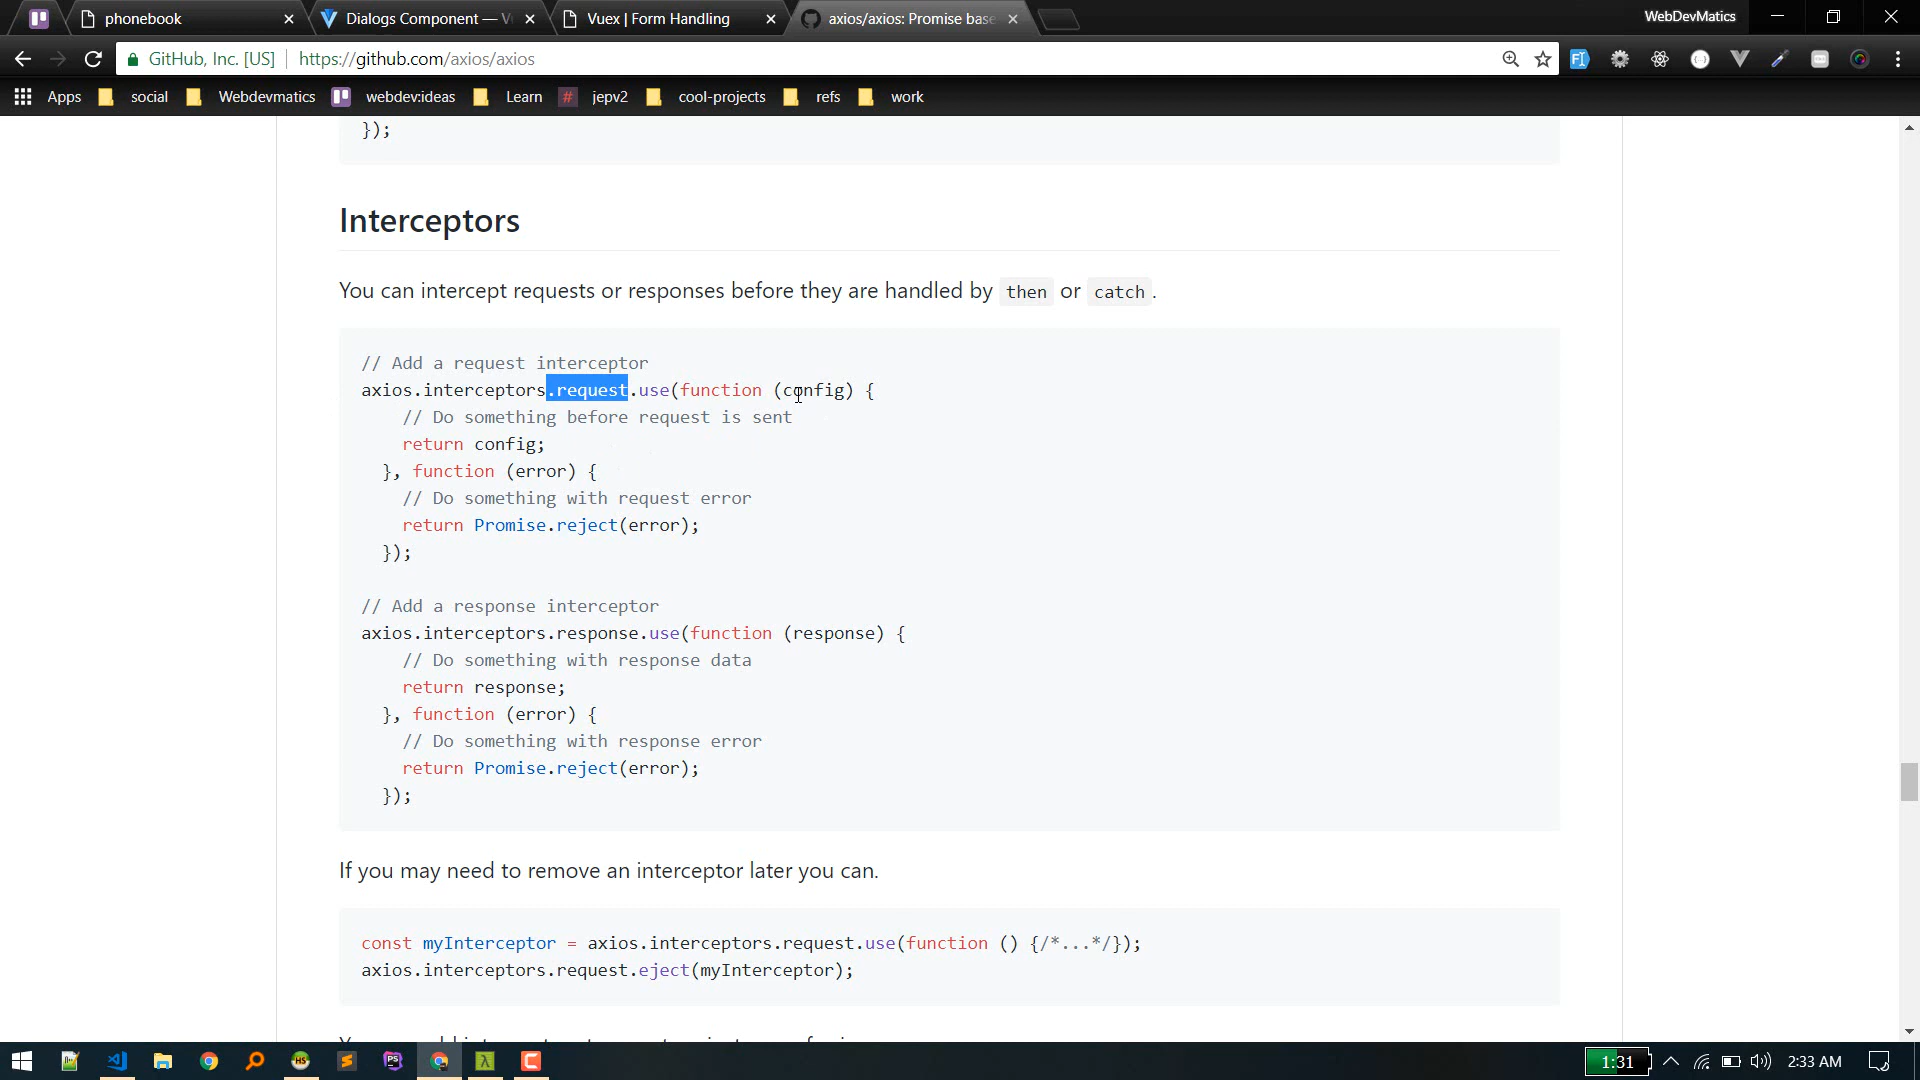 phonebook
Dialogs Component — V
Vuex | Form Handling
axios/axios: Promise base
WebDevMatics
GitHub, Inc. [US]
https://github.com/axios/axios
Apps
social
Webdevmatics
webdev:ideas
Learn
# jepv2
cool-projects
refs
work
});
Interceptors
You can intercept requests or responses before they are handled by then or catch.
// Add a request interceptor
axios.interceptors.request.use(function (config) {
// Do something before request is sent
return config;
}, function (error) {
// Do something with request error
return Promise.reject(error);
});
// Add a response interceptor
axios.interceptors.response.use(function (response) {
// Do something with response data
return response;
}, function (error) {
// Do something with response error
return Promise.reject(error);
});
If you may need to remove an interceptor later you can.
const myInterceptor = axios.interceptors.request.use(function () {/*...*/});
axios.interceptors.request.eject(myInterceptor);
1:31
2:33 AM